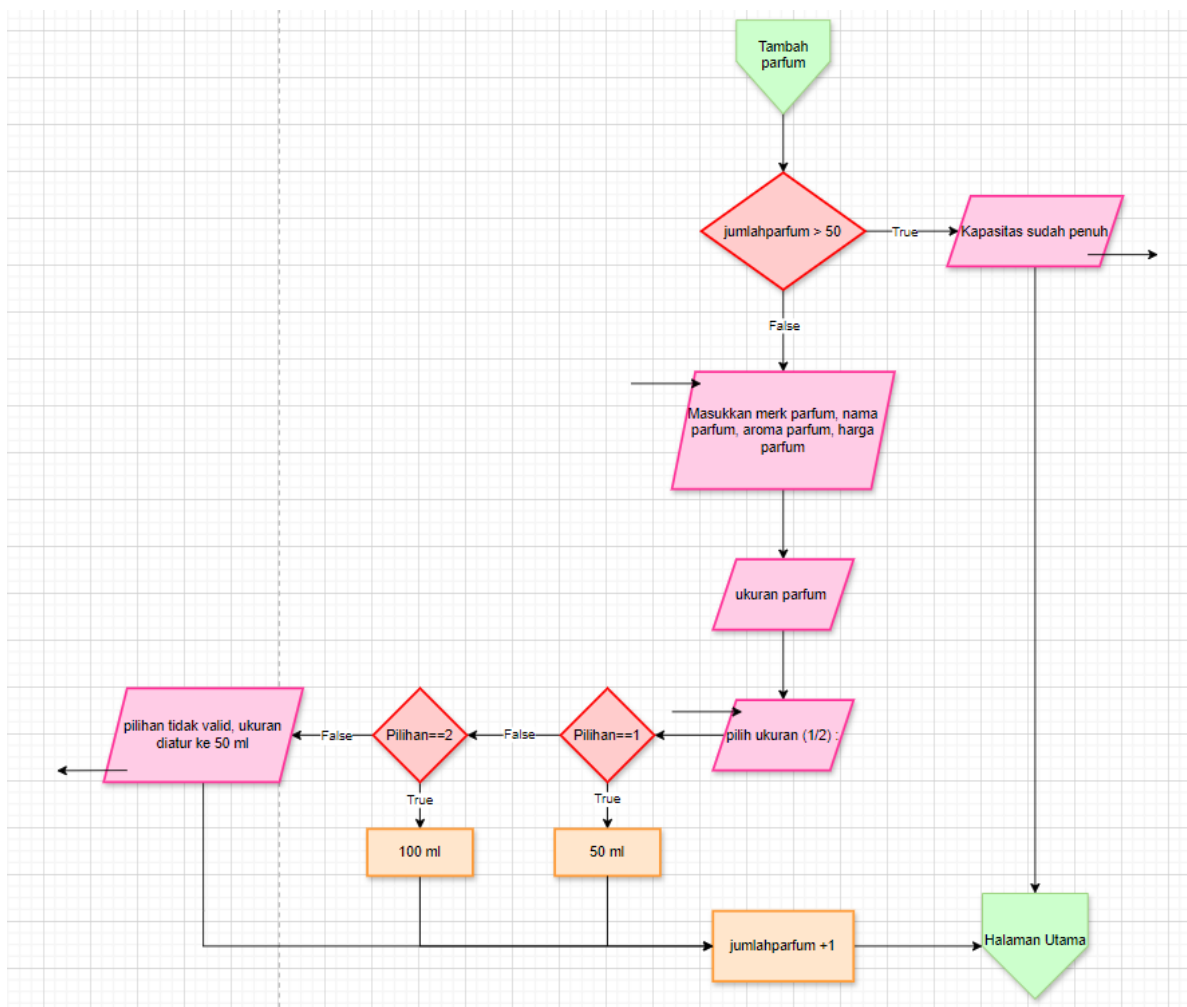 Tambah
parfum
jumlahparfum > 50
True
Kapasitas sudah penuh
False
Masukkan merk parfum, nama
parfum, aroma parfum, harga
parfum
ukuran parfum
pilih ukuran (1/2) :
Pilihan==1
False
Pilihan==2
False
pilihan tidak valid, ukuran
diatur ke 50 ml
True
True
100 ml
50 ml
jumlahparfum +1
Halaman Utama